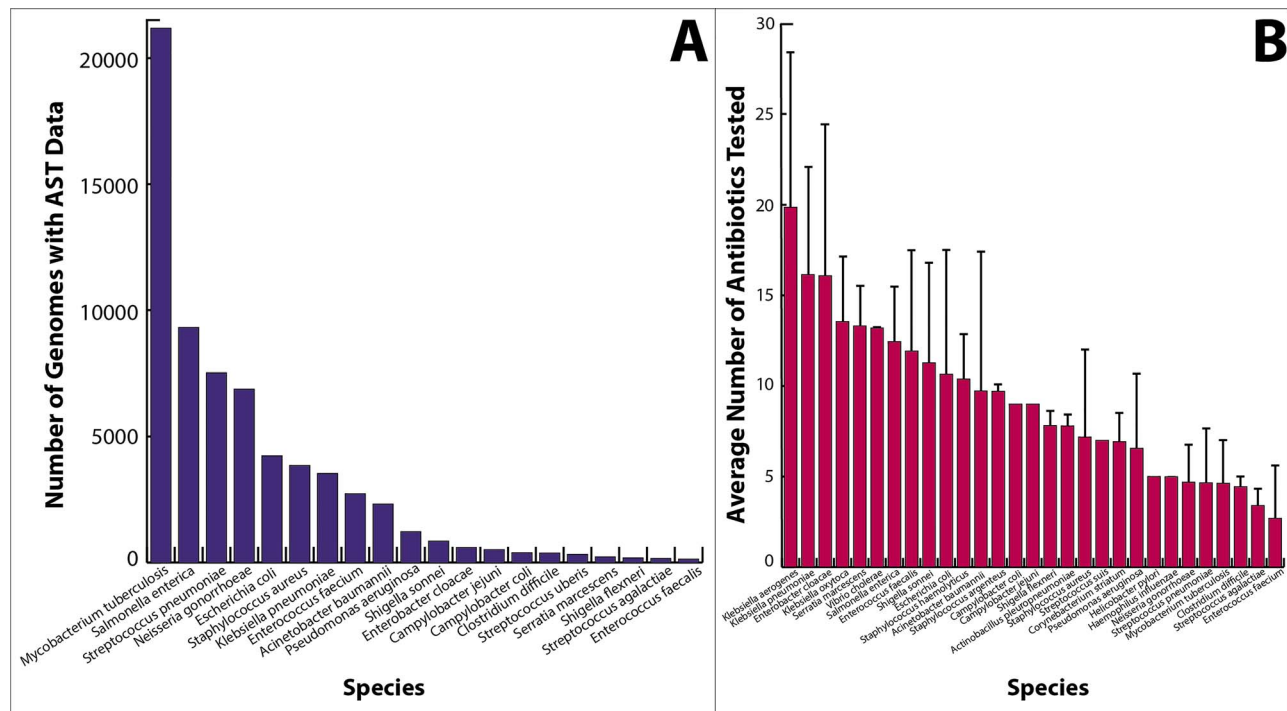 A
Number of Genomes with AST Data
20000
15000
10000
5000
0
Mycobacterium tuberculosis
Salmonella enterica
Streptococcus pneumoniae
Neisseria gonorrhoeae
Escherichia coli
Staphylococcus aureus
Klebsiella pneumoniae
Enterococcus faecium
Acinetobacter baumannii
Pseudomonas aeruginosa
Shigella sonnei
Enterobacter cloacae
Campylobacter jejuni
Campylobacter coli
Clostridium difficile
Streptococcus uberis
Serratia marcescens
Shigella flexneri
Streptococcus agalactiae
Enterococcus faecalis
Species
B
Average Number of Antibiotics Tested
30
25
20
15
10
5
0
Klebsiella aerogenes
Klebsiella pneumoniae
Enterobacter cloacae
Klebsiella oxytoca
Serratia marcescens
Vibrio cholerae
Salmonella enterica
Enterococcus faecalis
Shigella sonnei
Escherichia coli
Staphylococcus haemolyticus
Acinetobacter baumannii
Staphylococcus argenteus
Campylobacter coli
Campylobacter jejuni
Shigella flexneri
Actinobacillus pleuropneumoniae
Staphylococcus aureus
Streptococcus suis
Corynebacterium striatum
Pseudomonas aeruginosa
Helicobacter pylori
Haemophilus influenzae
Neisseria gonorrhoeae
Streptococcus pneumoniae
Mycobacterium tuberculosis
Clostridium difficile
Streptococcus agalactiae
Enterococcus faecium
Species